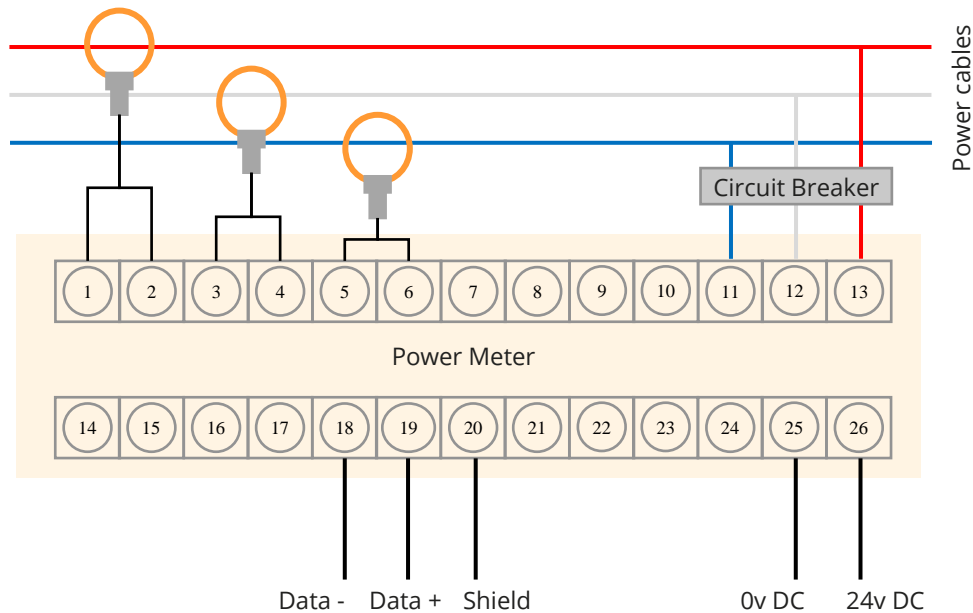 Power cables
Circuit Breaker
1 2 3 4 5 6 7 8 9 10 11 12 13
Power Meter
14 15 16 17 18 19 20 21 22 23 24 25 26
Data - Data + Shield 0v DC 24v DC